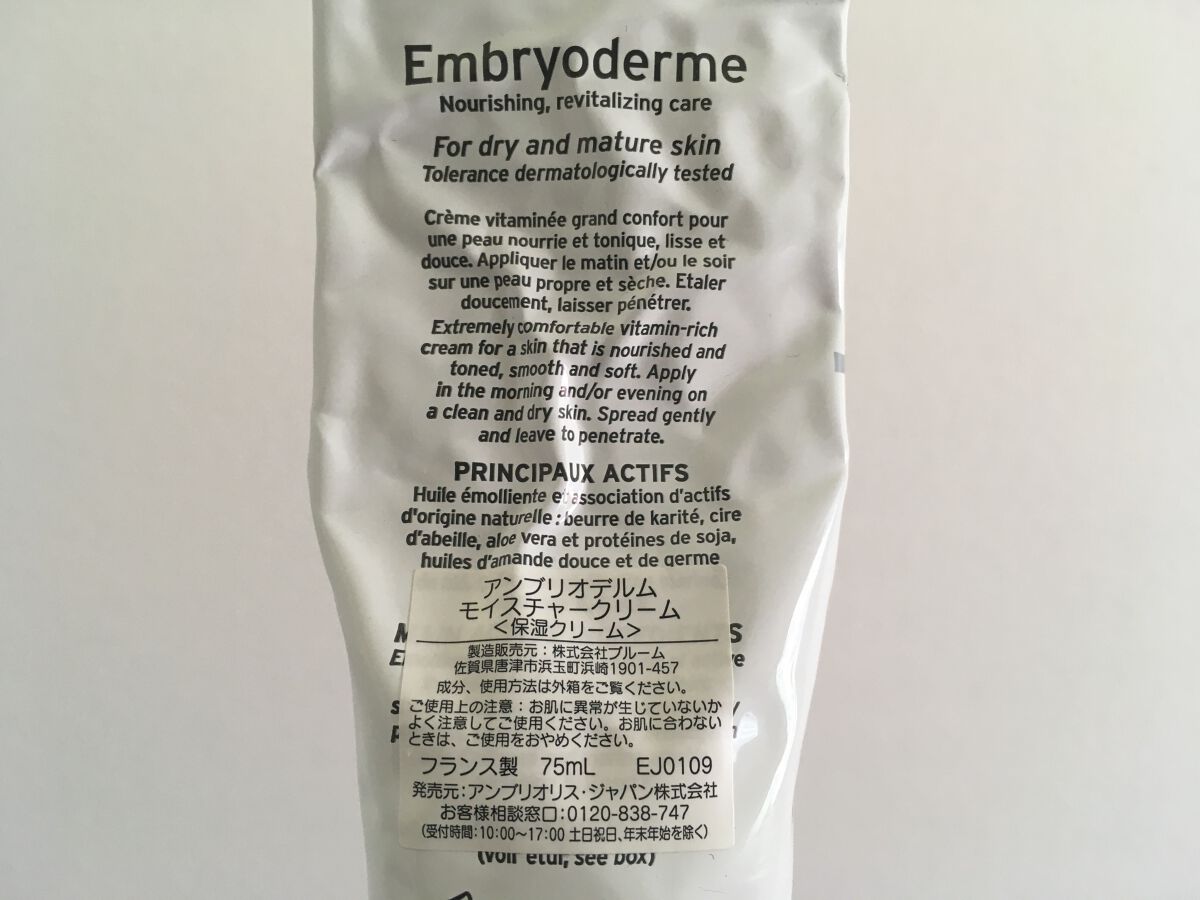 Embryoderme
Nourishing, revitalizing care
For dry and mature skin
Tolerance dermatologically tested
Crème vitaminée grand confort pour
une peau nourrie et tonique, lisse et
douce. Appliquer le matin et/ou le soir
sur une peau propre et sèche. Etaler
doucement, laisser pénétrer.
Extremely comfortable vitamin-rich
cream for a skin that is nourished and
toned, smooth and soft. Apply
in the morning and/or evening on
a clean and dry skin. Spread gently
and leave to penetrate.
PRINCIPAUX ACTIFS
Huile émolliente et association d'actifs
d'origine naturelle : beurre de karité, cire
d'abeille, aloe vera et protéines de soja,
huiles d'amande douce et de germe
アンブリオデルム
モイスチャークリーム
<保湿クリーム>
製造販売元：株式会社ブルーム
佐賀県唐津市浜玉町浜崎1901-457
成分、使用方法は外箱をご覧ください。
ご使用上の注意：お肌に異常が生じていないか
よく注意してご使用ください。お肌に合わない
ときは、ご使用をおやめください。
フランス製 75mL EJ0109
発売元：アンブリオリス・ジャパン株式会社
お客様相談窓口：0120-838-747
（受付時間：10:00～17:00 土日祝日、年末年始を除く）
(voir étui, see box)